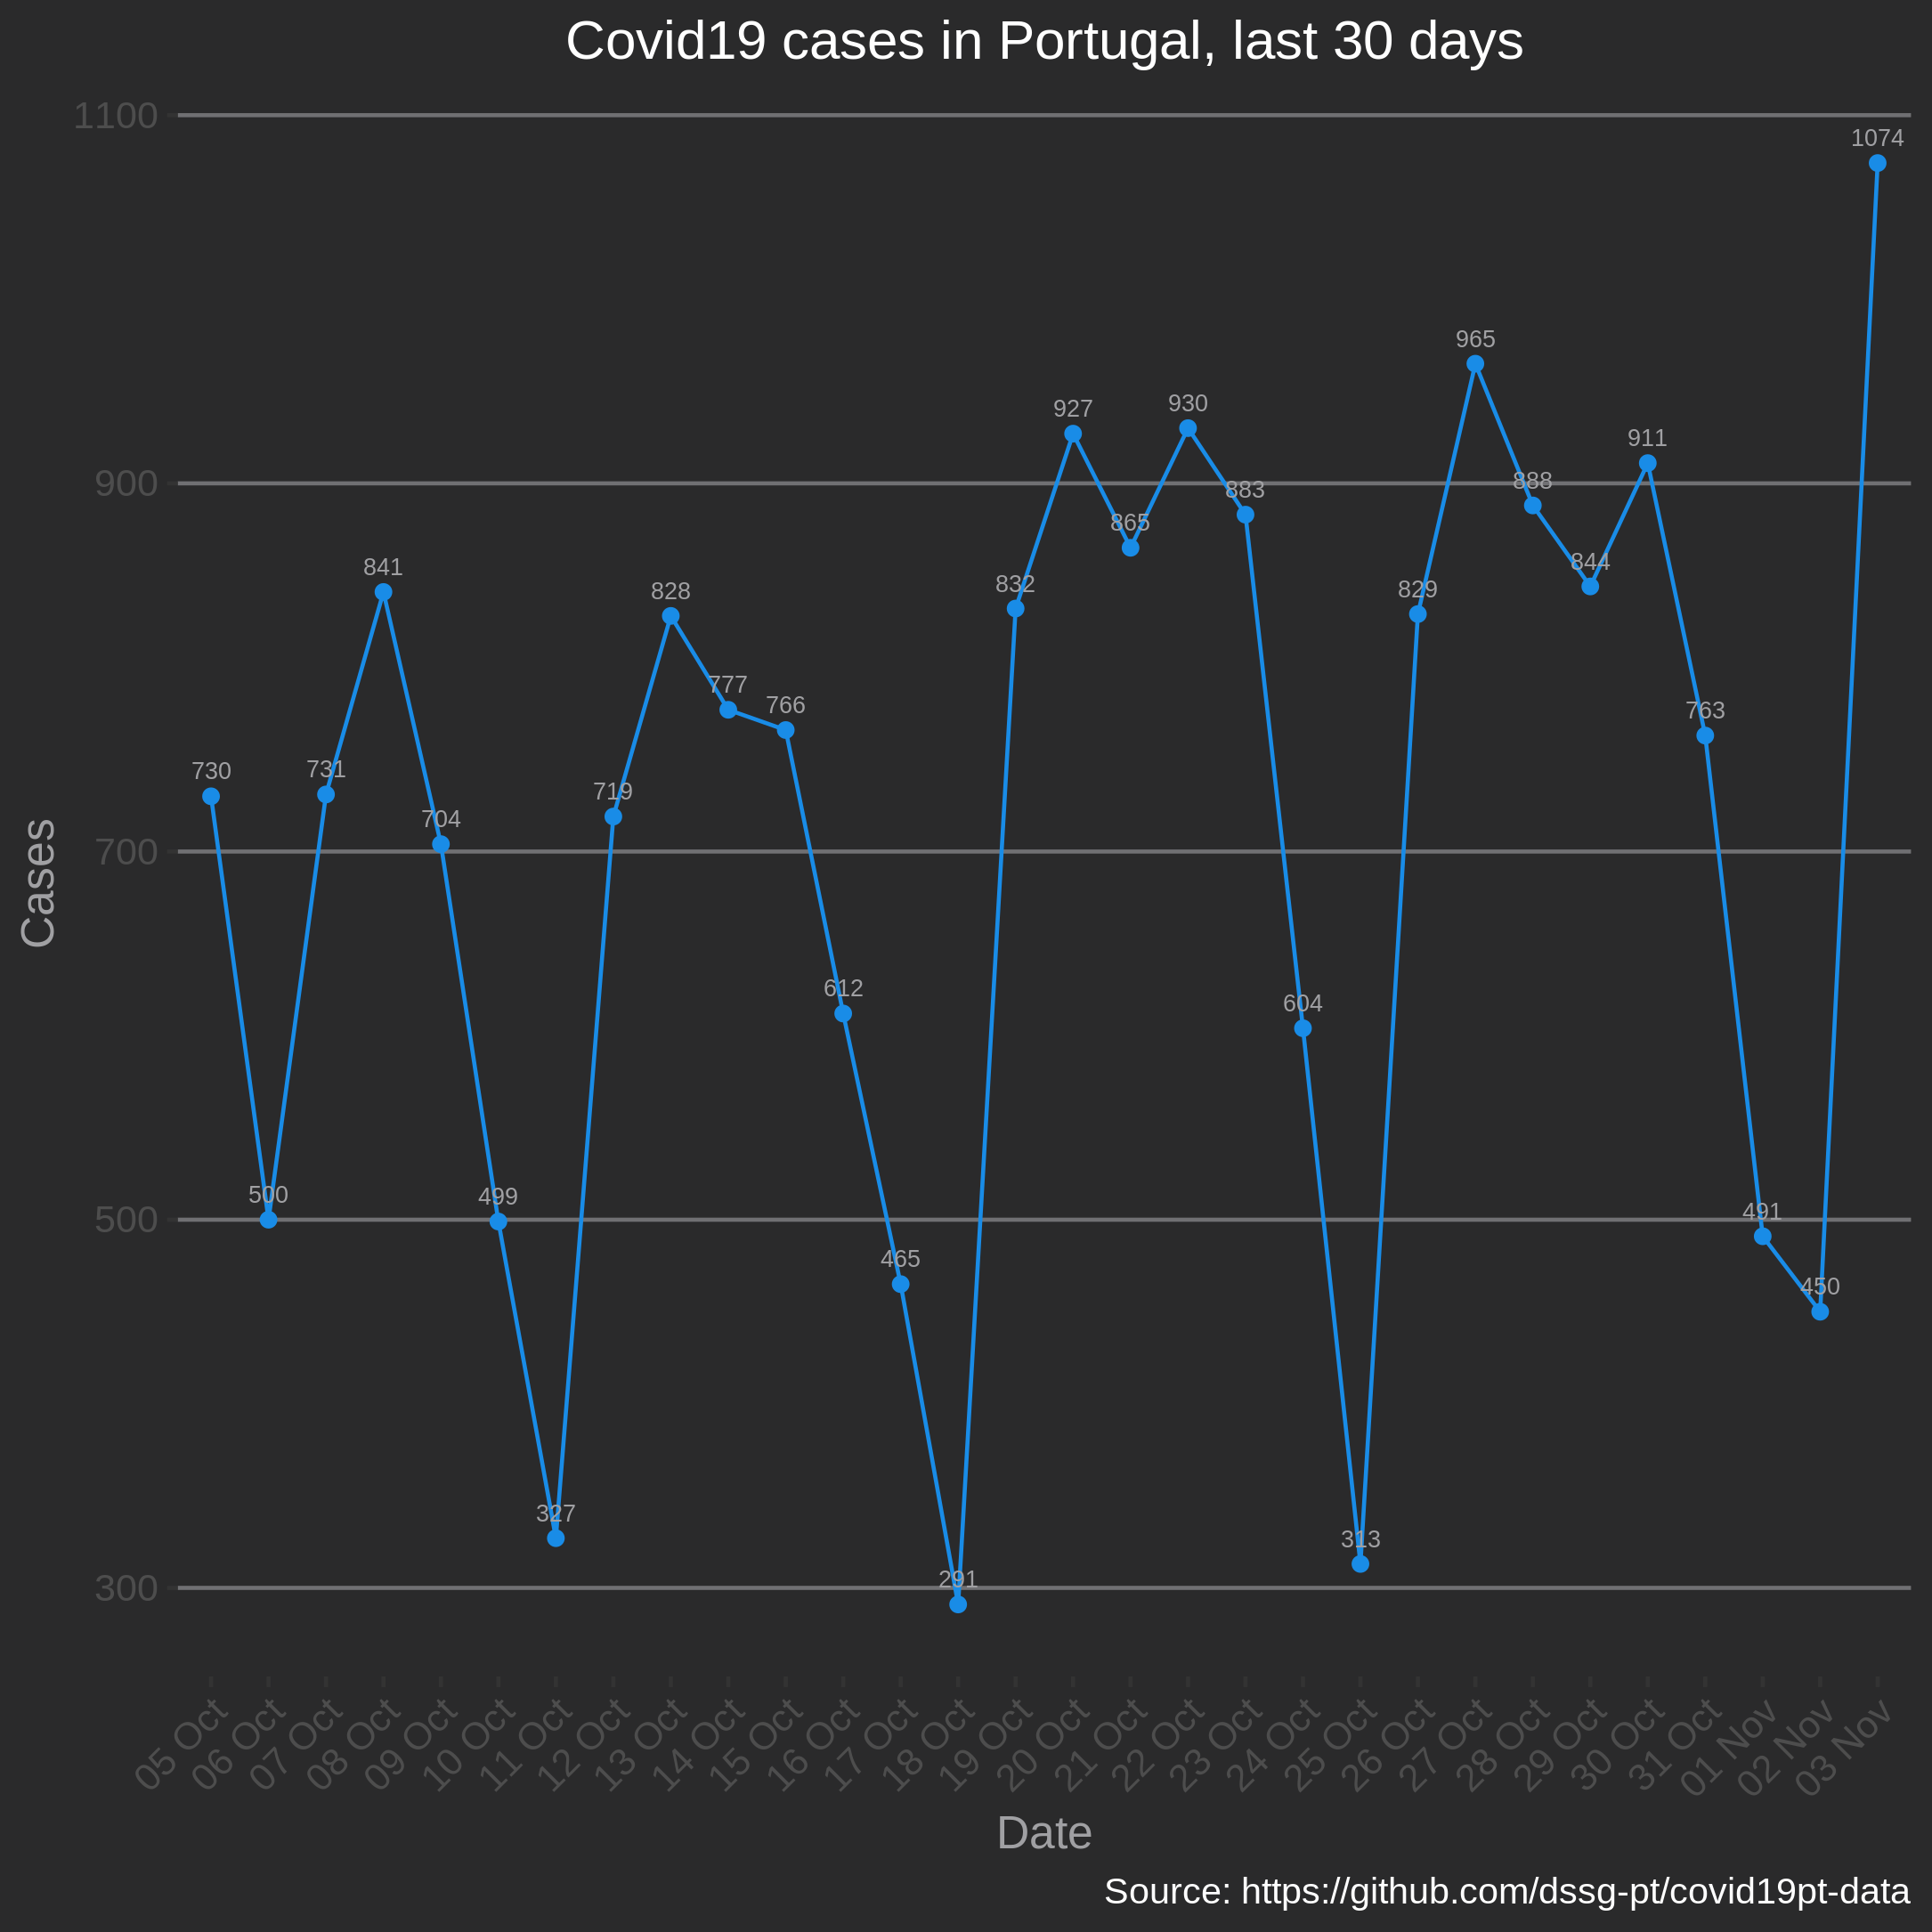 Covid19 cases in Portugal, last 30 days
1100
900
700
500
300
Cases
730
500
731
841
704
499
327
719
828
777
766
612
465
291
832
927
865
930
883
604
313
829
965
888
844
911
763
491
450
1074
05 Oct
06 Oct
07 Oct
08 Oct
09 Oct
10 Oct
11 Oct
12 Oct
13 Oct
14 Oct
15 Oct
16 Oct
17 Oct
18 Oct
19 Oct
20 Oct
21 Oct
22 Oct
23 Oct
24 Oct
25 Oct
26 Oct
27 Oct
28 Oct
29 Oct
30 Oct
31 Oct
01 Nov
02 Nov
03 Nov
Date
Source: https://github.com/dssg-pt/covid19pt-data